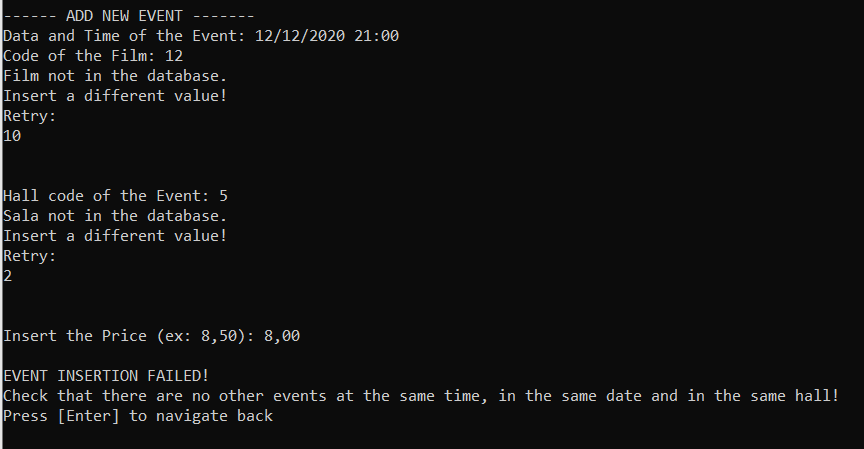 ------ ADD NEW EVENT -------
Data and Time of the Event: 12/12/2020 21:00
Code of the Film: 12
Film not in the database.
Insert a different value!
Retry:
10
Hall code of the Event: 5
Sala not in the database.
Insert a different value!
Retry:
2
Insert the Price (ex: 8,50): 8,00
EVENT INSERTION FAILED!
Check that there are no other events at the same time, in the same date and in the same hall!
Press [Enter] to navigate back